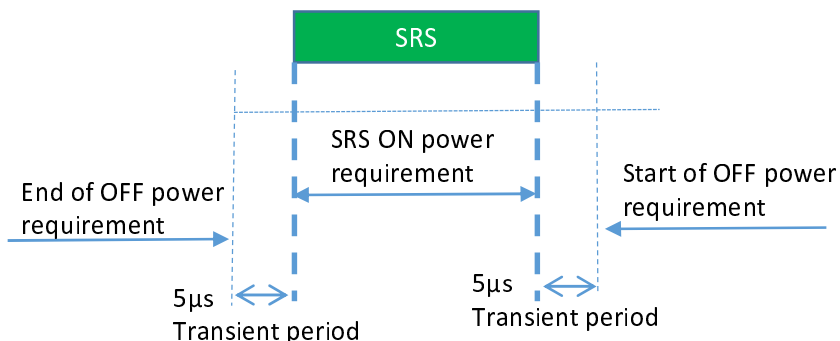 SRS
SRS ON power
requirement
End of OFF power
requirement
Start of OFF power
requirement
5μs
Transient period
5μs
Transient period